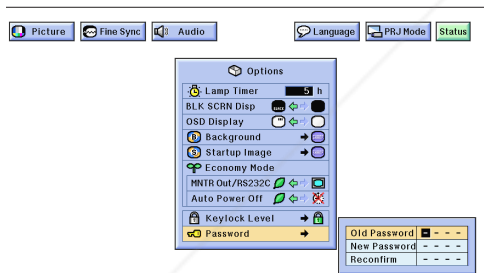 Picture
Fine Sync
Audio
Language
PRJ Mode
Status
Options
Lamp Timer 5 h
BLK SCRN Disp
OSD Display
Background
Startup Image
Economy Mode
MNTR Out/RS232C
Auto Power Off
Keylock Level
Password
Old Password - - - -
New Password - - - -
Reconfirm - - - -